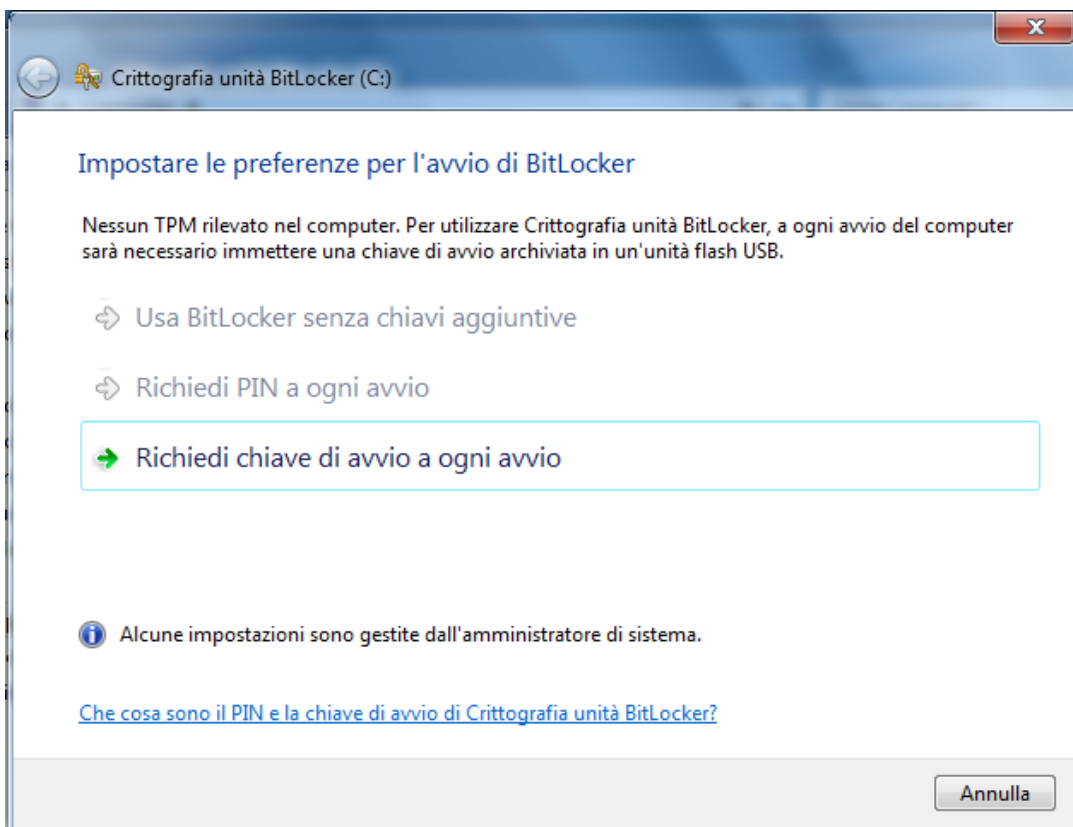 Crittografia unità BitLocker (C:)
Impostare le preferenze per l'avvio di BitLocker
Nessun TPM rilevato nel computer. Per utilizzare Crittografia unità BitLocker, a ogni avvio del computer
sarà necessario immettere una chiave di avvio archiviata in un'unità flash USB.
Usa BitLocker senza chiavi aggiuntive
Richiedi PIN a ogni avvio
Richiedi chiave di avvio a ogni avvio
Alcune impostazioni sono gestite dall'amministratore di sistema.
Che cosa sono il PIN e la chiave di avvio di Crittografia unità BitLocker?
Annulla